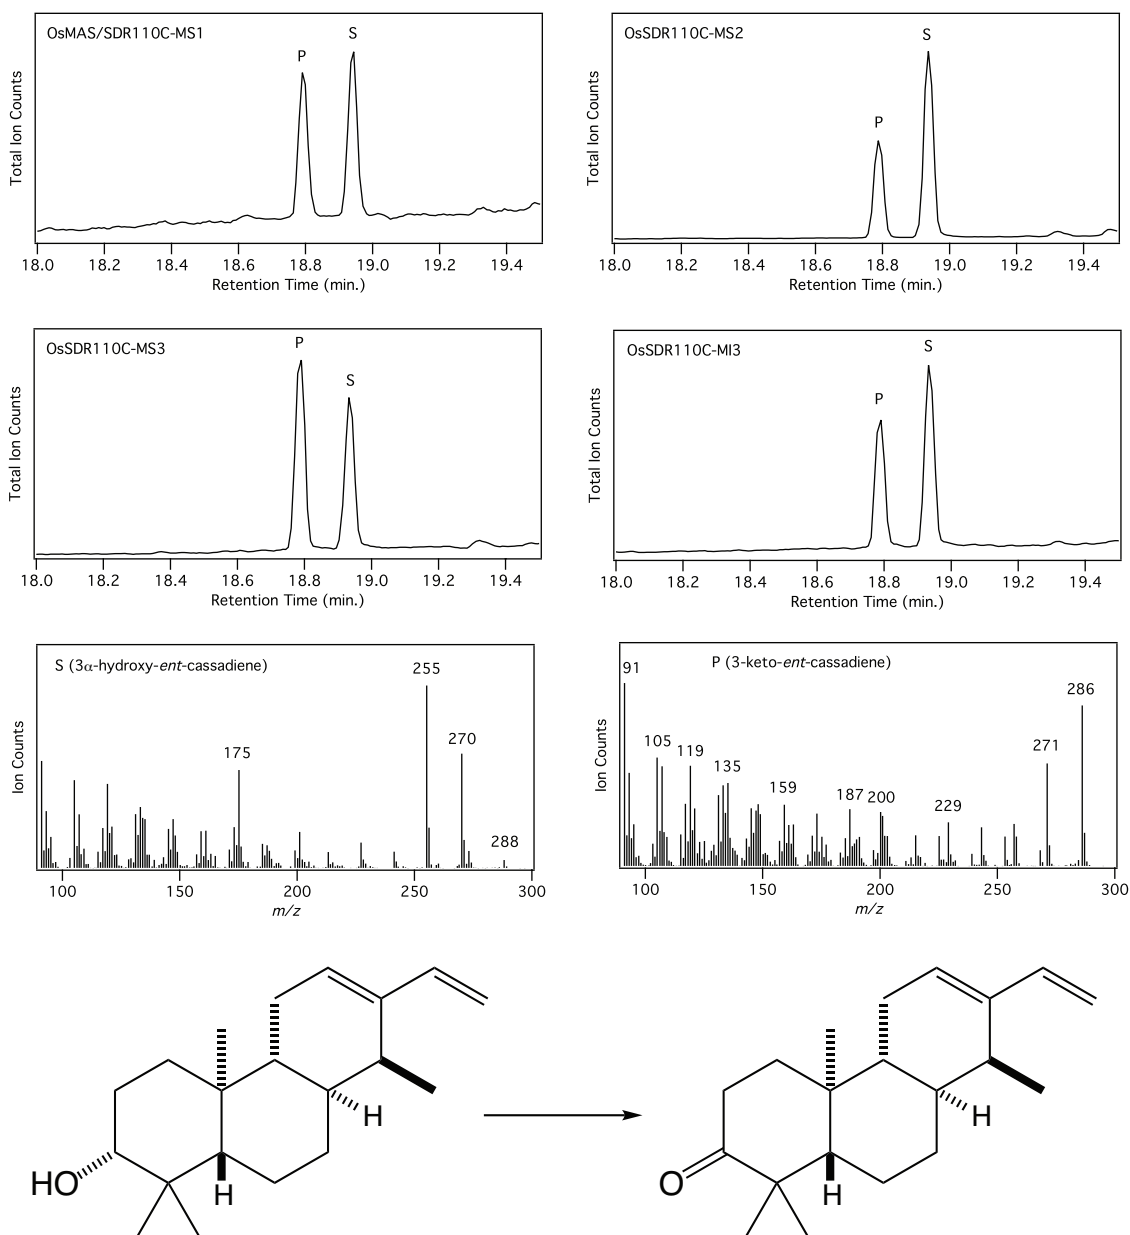 OsMAS/SDR110C-MS1
P
S
Total Ion Counts
18.0 18.2 18.4 18.6 18.8 19.0 19.2 19.4
Retention Time (min.)
OsSDR110C-MS2
S
P
Total Ion Counts
18.0 18.2 18.4 18.6 18.8 19.0 19.2 19.4
Retention Time (min.)
OsSDR110C-MS3
P
S
Total Ion Counts
18.0 18.2 18.4 18.6 18.8 19.0 19.2 19.4
Retention Time (min.)
OsSDR110C-MI3
S
P
Total Ion Counts
18.0 18.2 18.4 18.6 18.8 19.0 19.2 19.4
Retention Time (min.)
S (3α-hydroxy-ent-cassadiene)
255
270
175
288
Ion Counts
100 150 200 250 300
m/z
P (3-keto-ent-cassadiene)
91
286
105
119
135
271
159
187
200
229
Ion Counts
100 150 200 250 300
m/z
H
HO
H
H
O
H